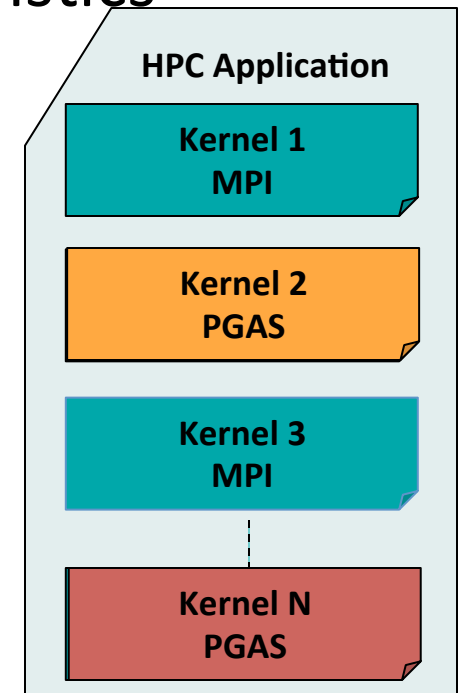 HPC Application
Kernel 1
MPI
Kernel 2
PGAS
Kernel 3
MPI
Kernel N
PGAS